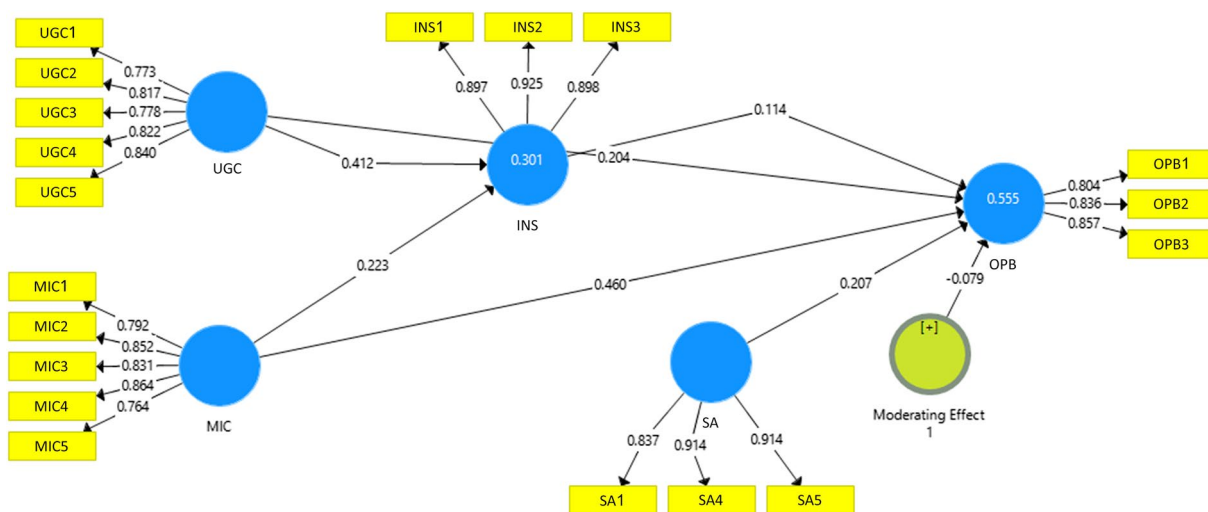 UGC1
UGC2
UGC3
UGC4
UGC5
0.773
0.817
0.778
0.822
0.840
UGC
INS1
INS2
INS3
0.897
0.925
0.898
0.301
INS
0.412
0.204
0.114
0.223
0.460
MIC1
MIC2
MIC3
MIC4
MIC5
0.792
0.852
0.831
0.864
0.764
MIC
0.555
OPB
0.804
0.836
0.857
OPB1
OPB2
OPB3
0.207
-0.079
[+]
Moderating Effect
1
SA
0.837
0.914
0.914
SA1
SA4
SA5